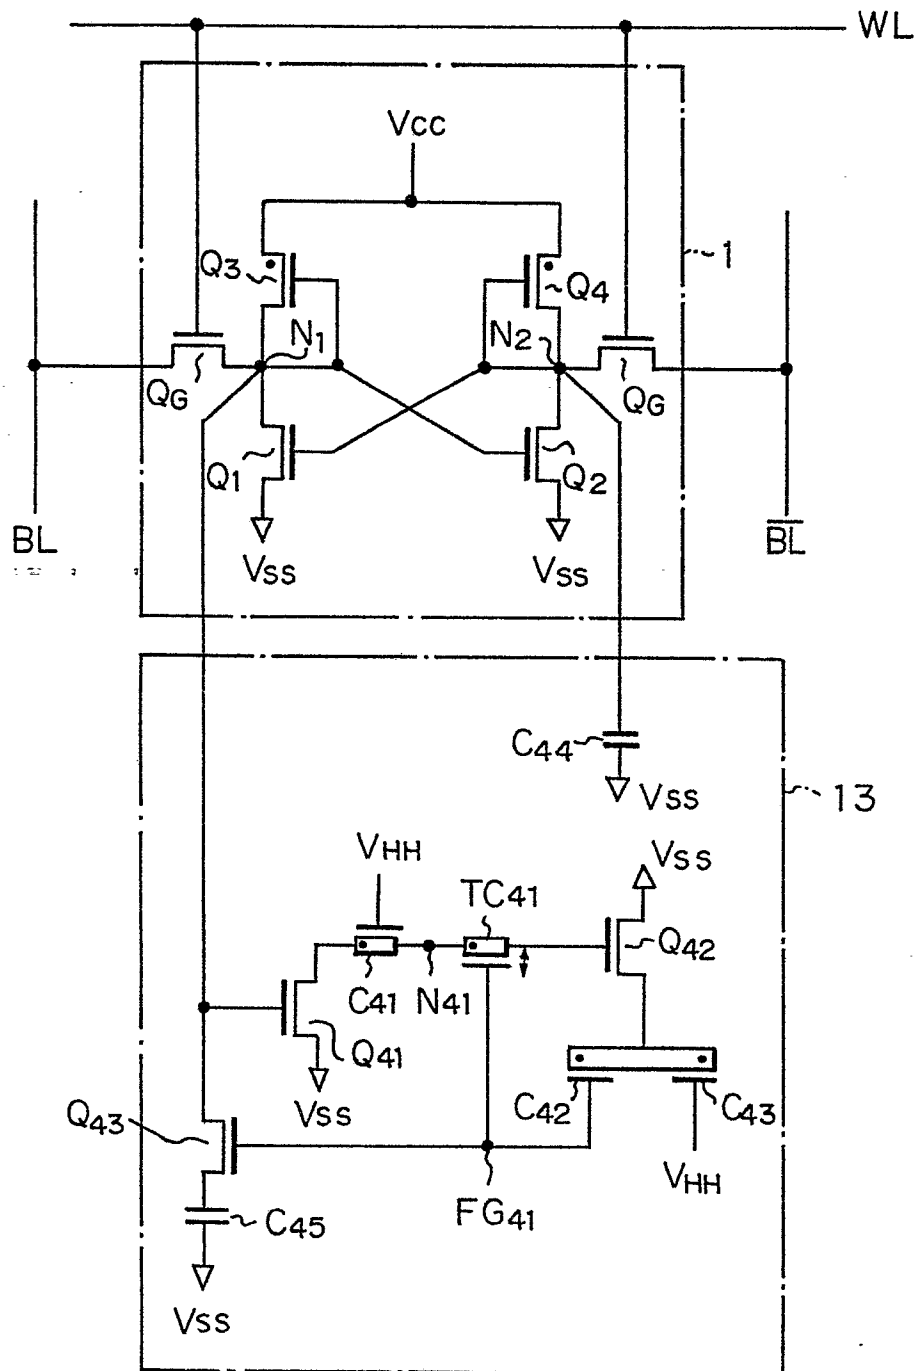 WL
Vcc
Q3
Q4
1
N1
N2
QG
QG
Q1
Q2
BL
BL
Vss
Vss
C44
Vss
13
VHH
TC41
Vss
C41
N41
Q42
Q41
Vss
C42
C43
Q43
VHH
FG41
C45
Vss